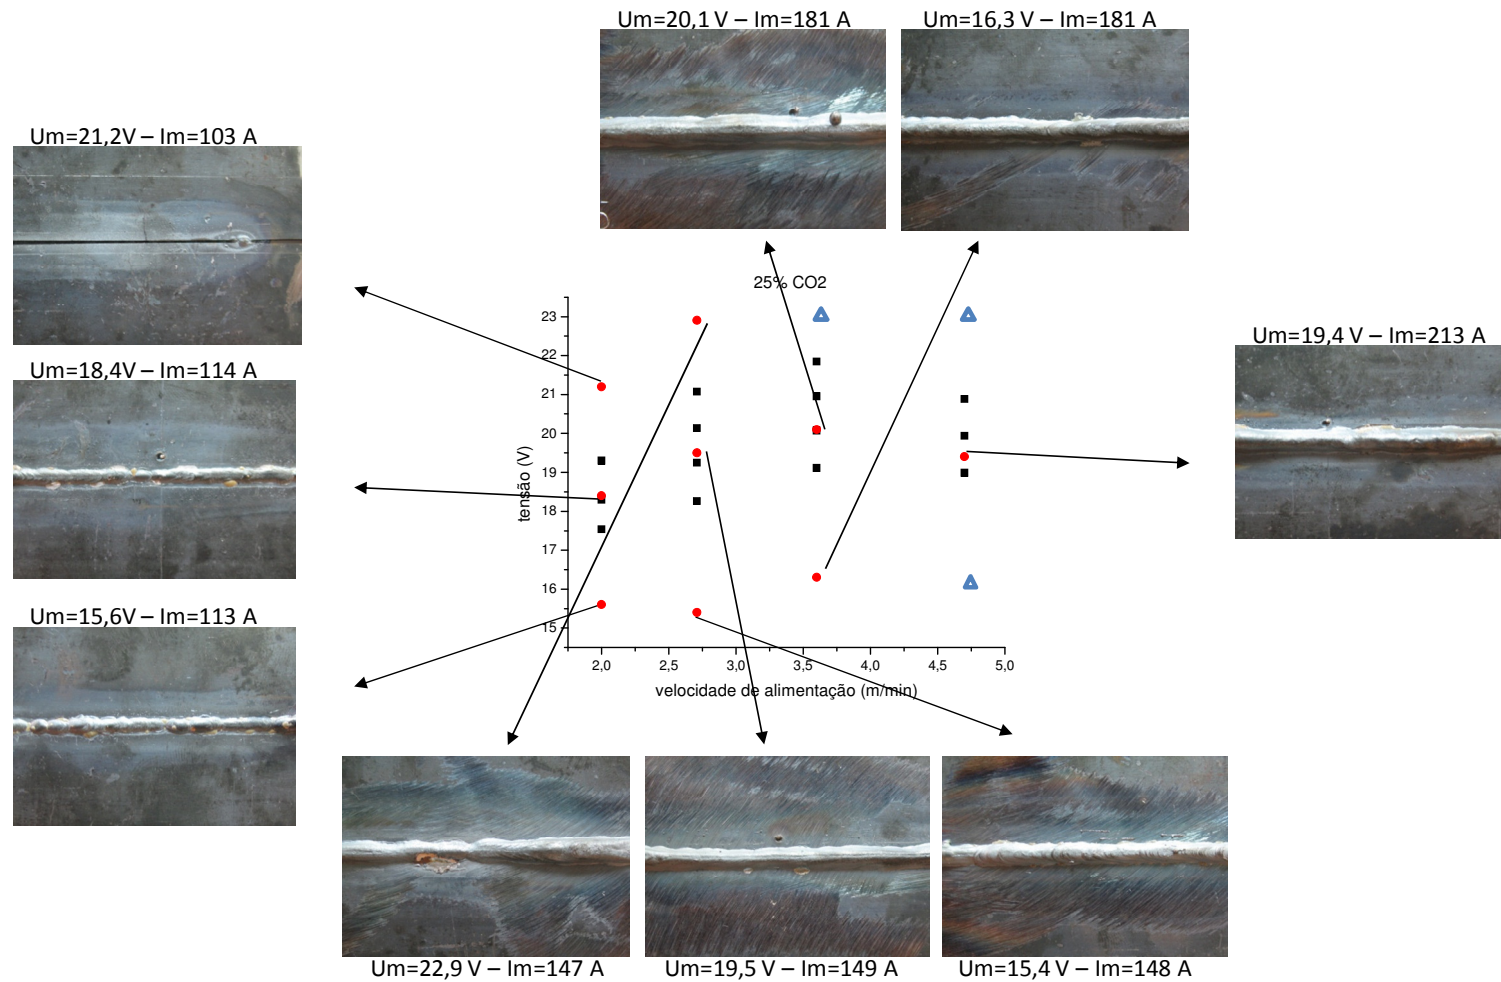 Um=20,1 V – Im=181 A
Um=16,3 V – Im=181 A
Um=21,2V – Im=103 A
Um=18,4V – Im=114 A
Um=15,6V – Im=113 A
25% CO2
23
22
21
20
19
18
17
16
15
tensão (V)
2,0 2,5 3,0 3,5 4,0 4,5 5,0
velocidade de alimentação (m/min)
Um=19,4 V – Im=213 A
Um=22,9 V – Im=147 A
Um=19,5 V – Im=149 A
Um=15,4 V – Im=148 A